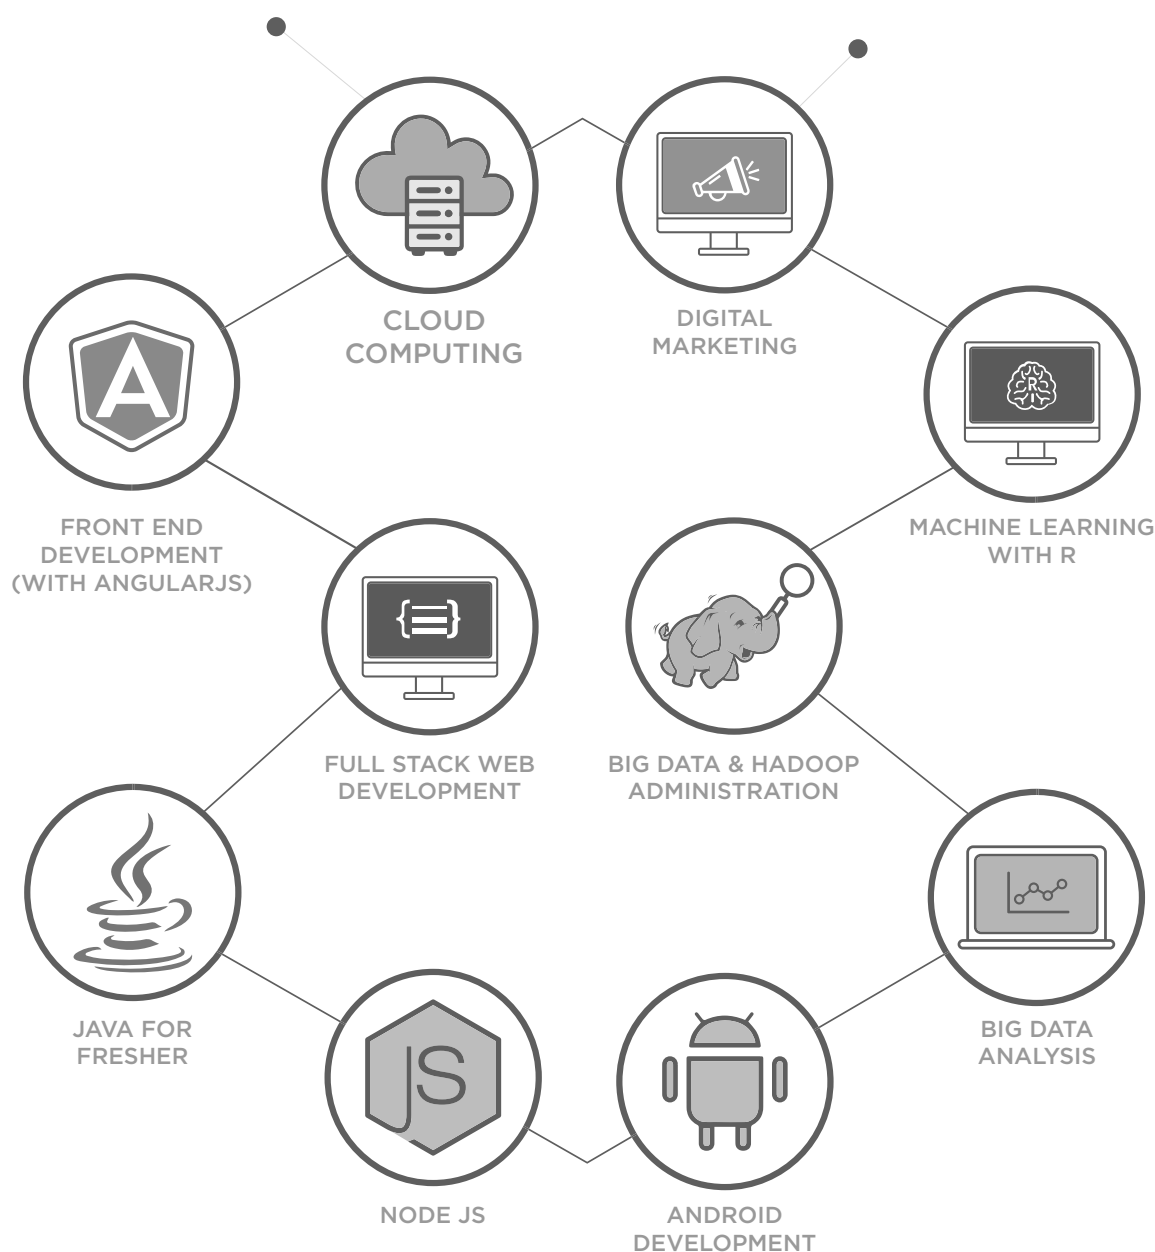 CLOUD
COMPUTING
DIGITAL
MARKETING
A
R
FRONT END
DEVELOPMENT
(WITH ANGULARJS)
MACHINE LEARNING
WITH R
FULL STACK WEB
DEVELOPMENT
BIG DATA & HADOOP
ADMINISTRATION
JAVA FOR
FRESHER
BIG DATA
ANALYSIS
JS
NODE JS
ANDROID
DEVELOPMENT